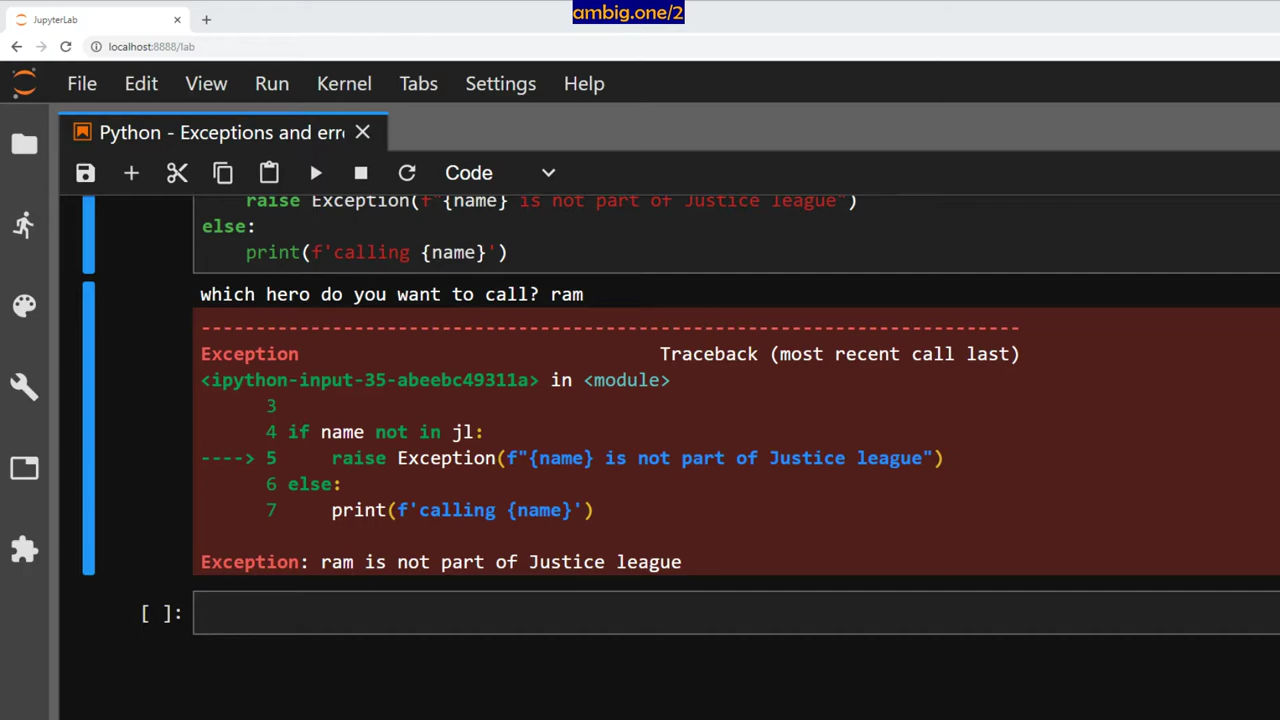 ambig.one/2
JupyterLab
localhost:8888/lab
File Edit View Run Kernel Tabs Settings Help
Python - Exceptions and erro
Code
raise Exception(f"{name} is not part of Justice league")
else:
print(f'calling {name}')
which hero do you want to call? ram
---------------------------------------------------------------------------
Exception Traceback (most recent call last)
<ipython-input-35-abeebc49311a> in <module>
3
4 if name not in jl:
----> 5 raise Exception(f"{name} is not part of Justice league")
6 else:
7 print(f'calling {name}')
Exception: ram is not part of Justice league
[ ]: